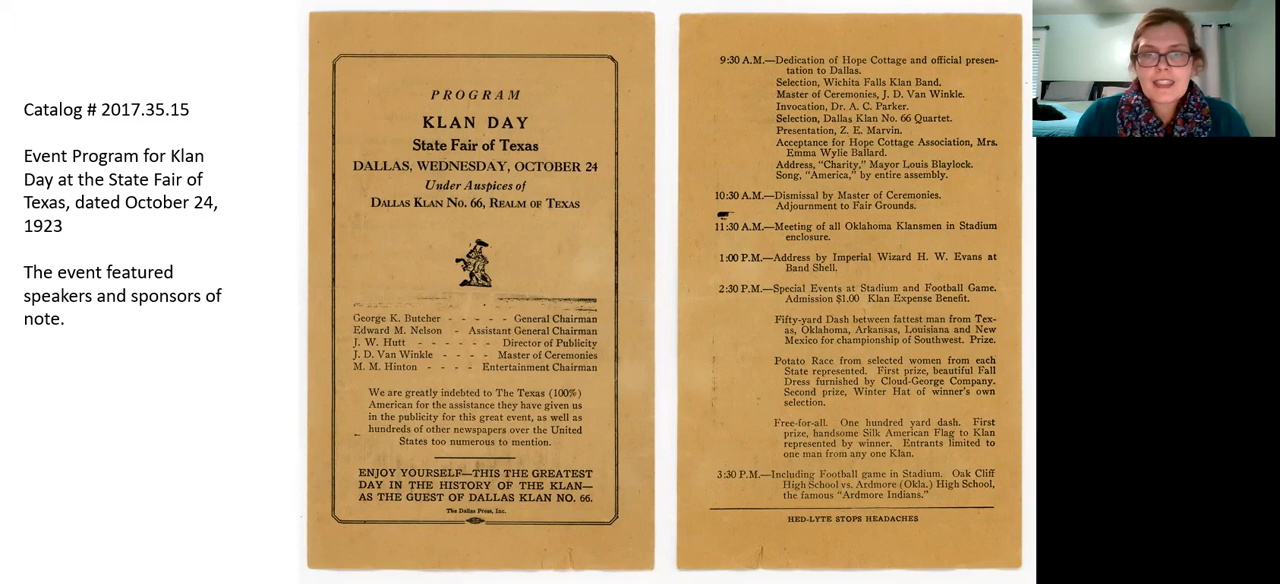 Catalog # 2017.35.15
Event Program for Klan
Day at the State Fair of
Texas, dated October 24,
1923
The event featured
speakers and sponsors of
note.
PROGRAM
KLAN DAY
State Fair of Texas
DALLAS, WEDNESDAY, OCTOBER 24
Under Auspices of
DALLAS KLAN NO. 66, REALM OF TEXAS
George K. Butcher - - - - - General Chairman
Edward M. Nelson - Assistant General Chairman
J. W. Hutt - - - - - - Director of Publicity
J. D. Van Winkle - - - - Master of Ceremonies
M. M. Hinton - - - - Entertainment Chairman
We are greatly indebted to The Texas (100%)
American for the assistance they have given us
in the publicity for this great event, as well as
hundreds of other newspapers over the United
States too numerous to mention.
ENJOY YOURSELF—THIS THE GREATEST
DAY IN THE HISTORY OF THE KLAN—
AS THE GUEST OF DALLAS KLAN NO. 66.
The Dallas Press, Inc.
9:30 A.M.—Dedication of Hope Cottage and official presen-
tation to Dallas.
Selection, Wichita Falls Klan Band.
Master of Ceremonies, J. D. Van Winkle.
Invocation, Dr. A. C. Parker.
Selection, Dallas Klan No. 66 Quartet.
Presentation, Z. E. Marvin.
Acceptance for Hope Cottage Association, Mrs.
Emma Wylie Ballard.
Address, "Charity," Mayor Louis Blaylock.
Song, "America," by entire assembly.
10:30 A.M.—Dismissal by Master of Ceremonies.
Adjournment to Fair Grounds.
11:30 A.M.—Meeting of all Oklahoma Klansmen in Stadium
enclosure.
1:00 P.M.—Address by Imperial Wizard H. W. Evans at
Band Shell.
2:30 P.M.—Special Events at Stadium and Football Game.
Admission $1.00 Klan Expense Benefit.
Fifty-yard Dash between fattest man from Tex-
as, Oklahoma, Arkansas, Louisiana and New
Mexico for championship of Southwest. Prize.
Potato Race from selected women from each
State represented. First prize, beautiful Fall
Dress furnished by Cloud-George Company.
Second prize, Winter Hat of winner's own
selection.
Free-for-all. One hundred yard dash. First
prize, handsome Silk American Flag to Klan
represented by winner. Entrants limited to
one man from any one Klan.
3:30 P.M.—Including Football game in Stadium. Oak Cliff
High School vs. Ardmore (Okla.) High School,
the famous "Ardmore Indians."
HED-LYTE STOPS HEADACHES